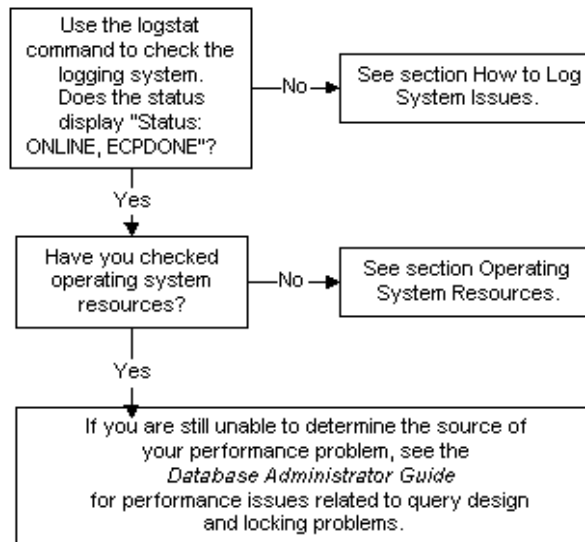 Use the logstat
command to check the
logging system.
Does the status
display "Status:
ONLINE, ECPDONE"?
No
See section How to Log
System Issues.
Yes
Have you checked
operating system
resources?
No
See section Operating
System Resources.
Yes
If you are still unable to determine the source of
your performance problem, see the
Database Administrator Guide
for performance issues related to query design
and locking problems.